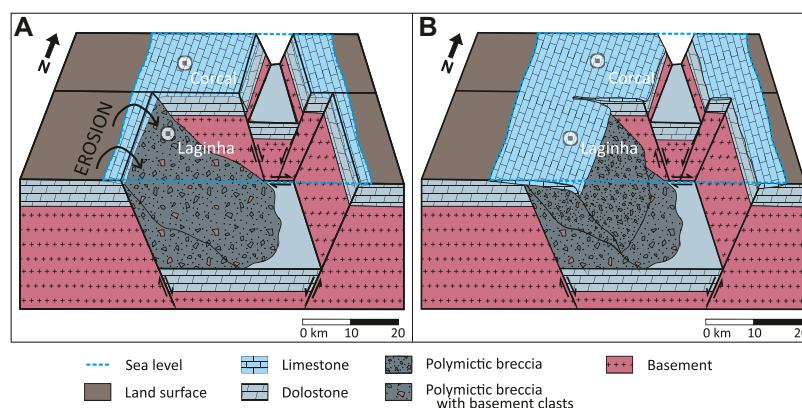 A
N
Corcal
EROSION
Laginha
0 km 10 20
B
N
Corcal
Laginha
0 km 10 20
Sea level
Limestone
Polymictic breccia
Basement
Land surface
Dolostone
Polymictic breccia
with basement clasts